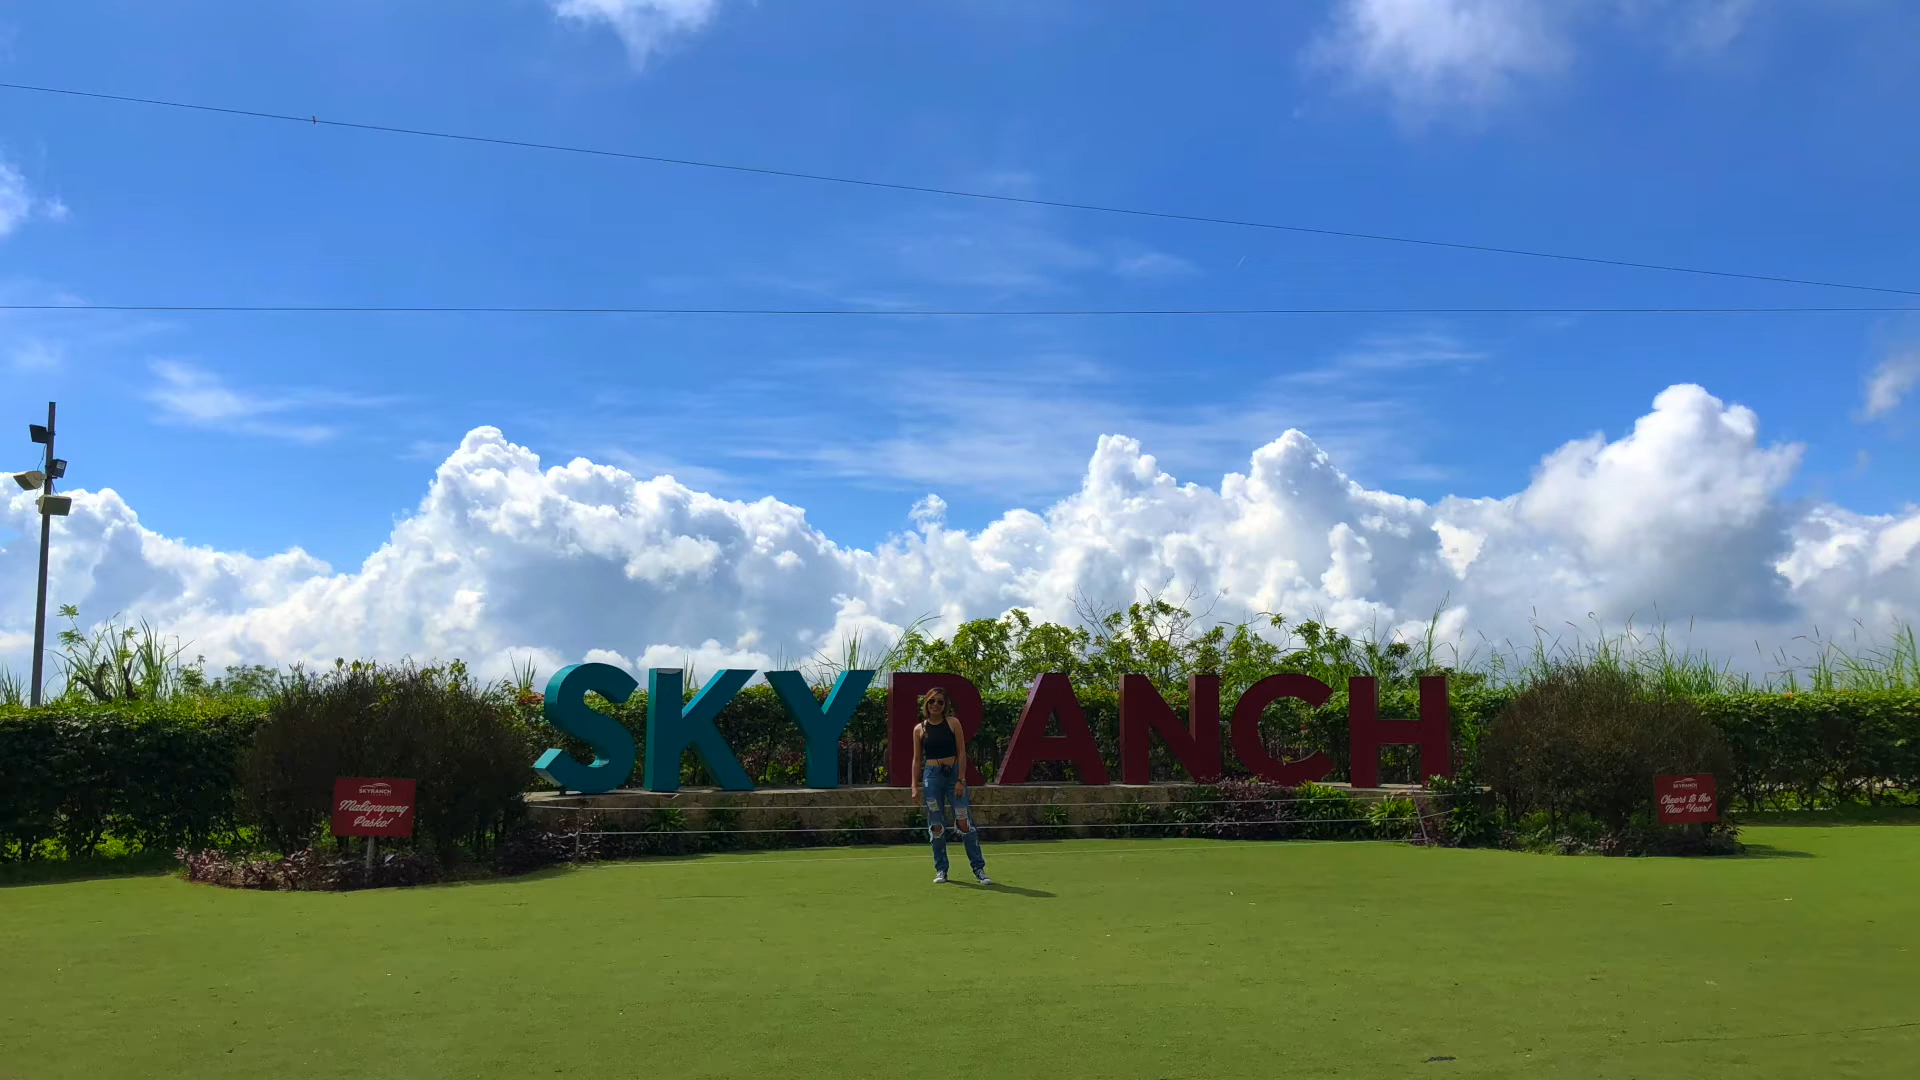 SKYRANCH
SKYRANCH
Maligayang
Pasko!
SKYRANCH
Cheers to the
New Year!